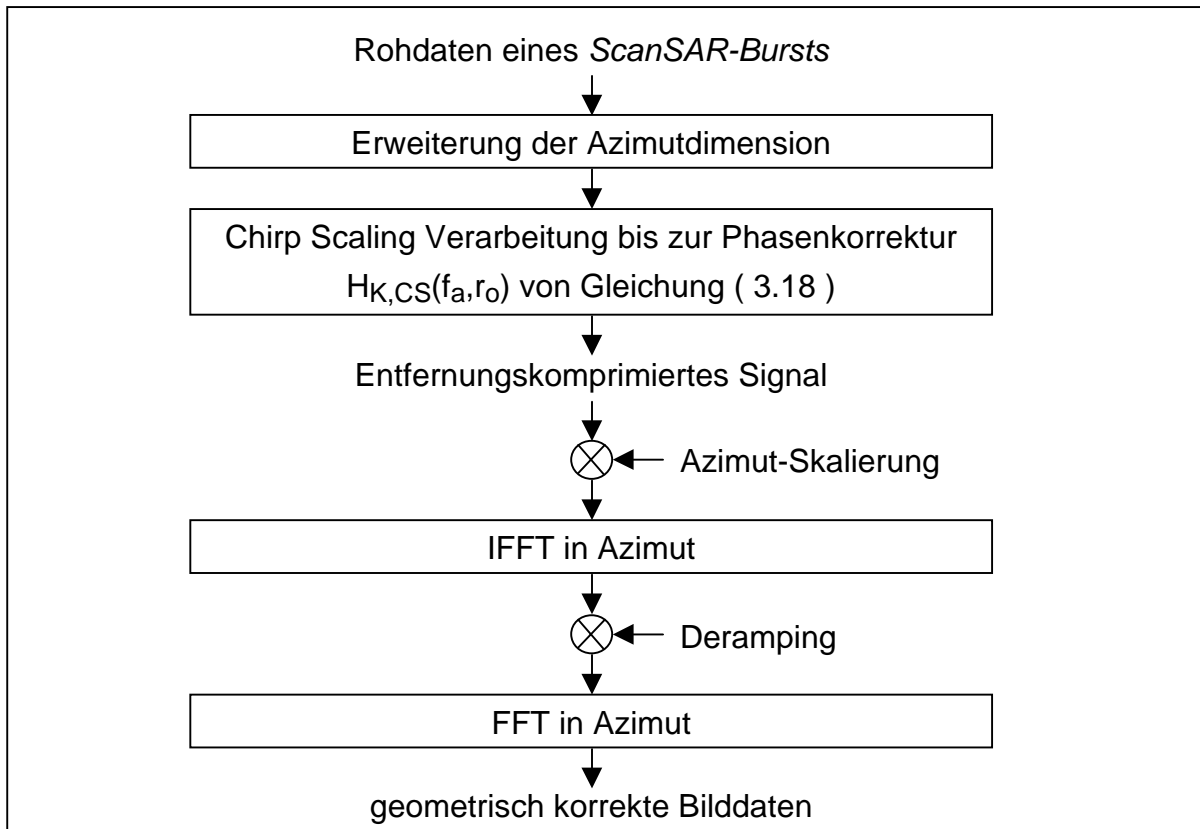 Rohdaten eines ScanSAR-Bursts
Erweiterung der Azimutdimension
Chirp Scaling Verarbeitung bis zur Phasenkorrektur
HK,CS(fa,ro) von Gleichung ( 3.18 )
Entfernungskomprimiertes Signal
Azimut-Skalierung
IFFT in Azimut
Deramping
FFT in Azimut
geometrisch korrekte Bilddaten